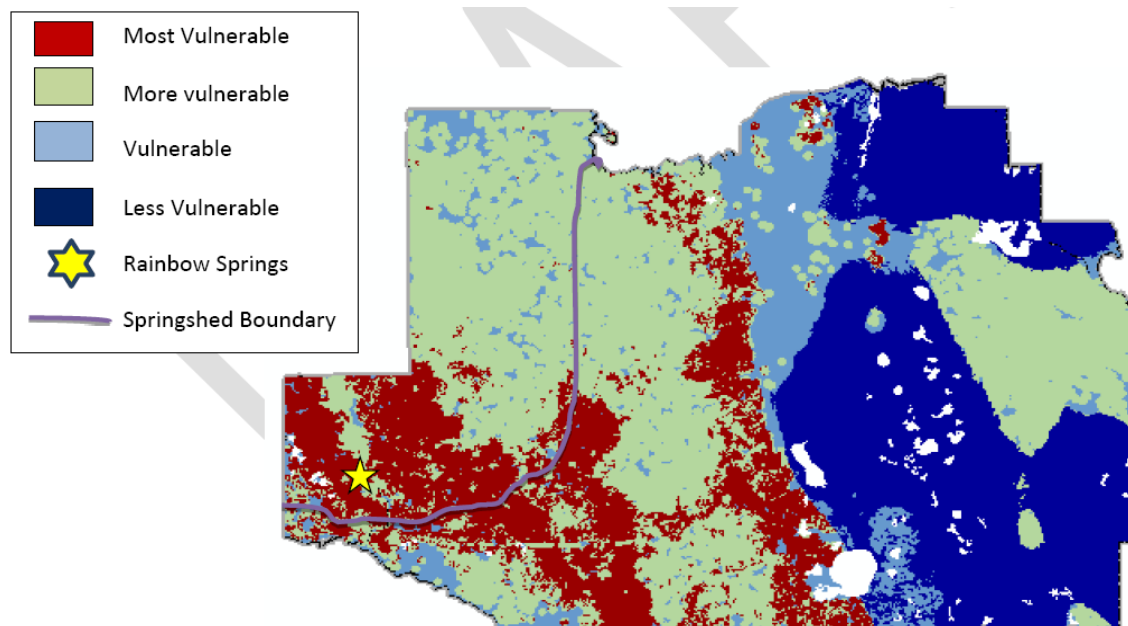 Most Vulnerable
More vulnerable
Vulnerable
Less Vulnerable
Rainbow Springs
Springshed Boundary